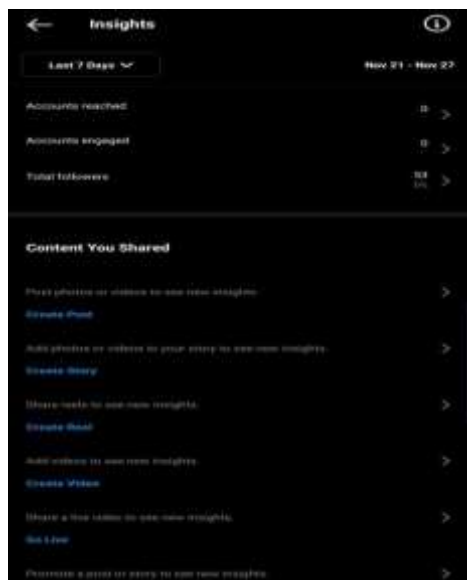 Insights
Last 7 Days Nov 21 - Nov 27
Accounts reached 0
Accounts engaged 0
Total followers
Content You Shared
Post photos or videos to see new insights.
Create Post
Add photos or videos to your story to see new insights.
Create Story
Share reels to see new insights.
Create Reel
Add videos to see new insights.
Create Video
Share a live video to see new insights.
Go Live
Promote a post or story to see new insights